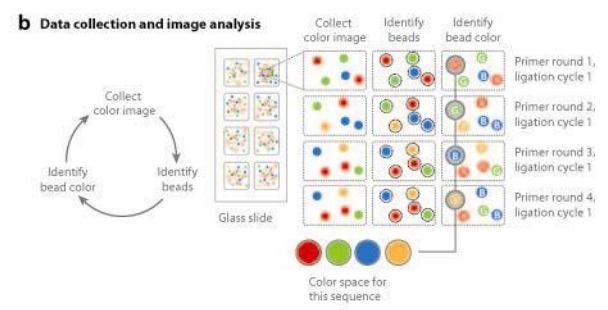 b Data collection and image analysis
Collect
color image
Identify
beads
Identify
bead color
Collect
color image
Identify
beads
Identify
bead color
Glass slide
G
B
Primer round 1,
ligation cycle 1
G
B
B
Primer round 2,
ligation cycle 1
B
B
G
Primer round 3,
ligation cycle 1
B
G
B
Primer round 4,
ligation cycle 1
Color space for
this sequence